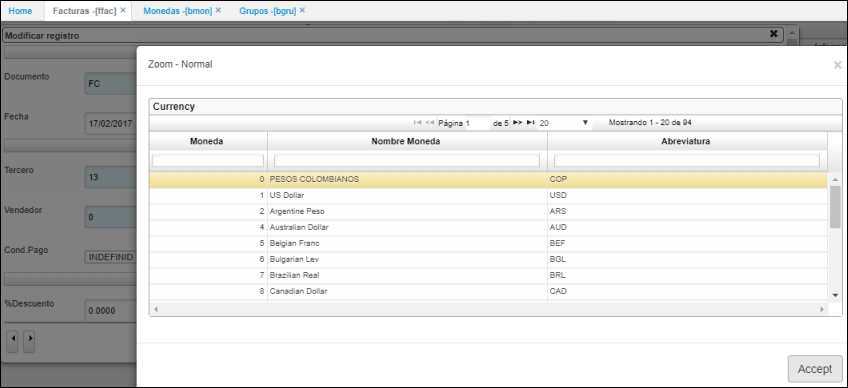 Home Facturas -[ffac] × Monedas -[bmon] × Grupos -[bgru] ×
Modificar registro
Zoom - Normal
Documento FC
Fecha 17/02/2017
Tercero 13
Vendedor 0
Cond.Pago INDEFINID
%Descuento 0.0000
Currency
Página 1 de 5 20 Mostrando 1 - 20 de 94
Moneda Nombre Moneda Abreviatura
0 PESOS COLOMBIANOS COP
1 US Dollar USD
2 Argentine Peso ARS
4 Australian Dollar AUD
5 Belgian Franc BEF
6 Bulgarian Lev BGL
7 Brazilian Real BRL
8 Canadian Dollar CAD
Accept